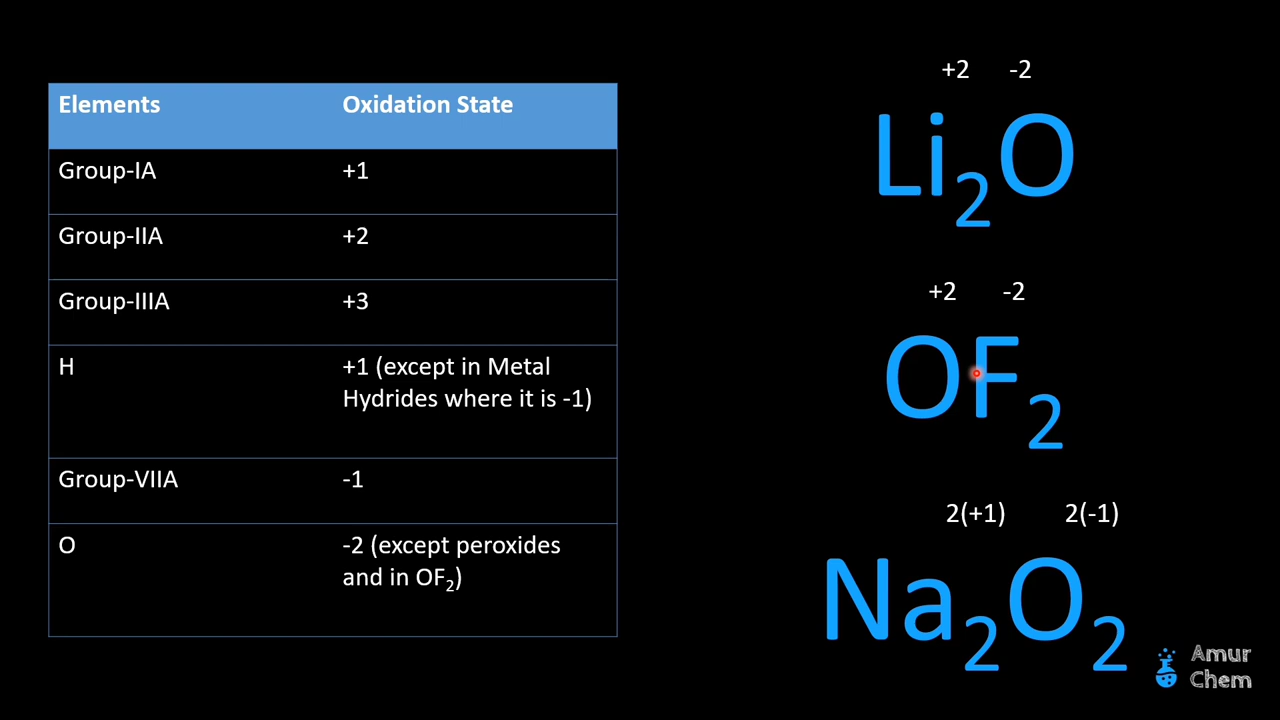 Elements Oxidation State
Group-IA +1
Group-IIA +2
Group-IIIA +3
H +1 (except in Metal
Hydrides where it is -1)
Group-VIIA -1
O -2 (except peroxides
and in OF₂)
+2 -2
Li₂O
+2 -2
OF₂
2(+1) 2(-1)
Na₂O₂
Amur
Chem